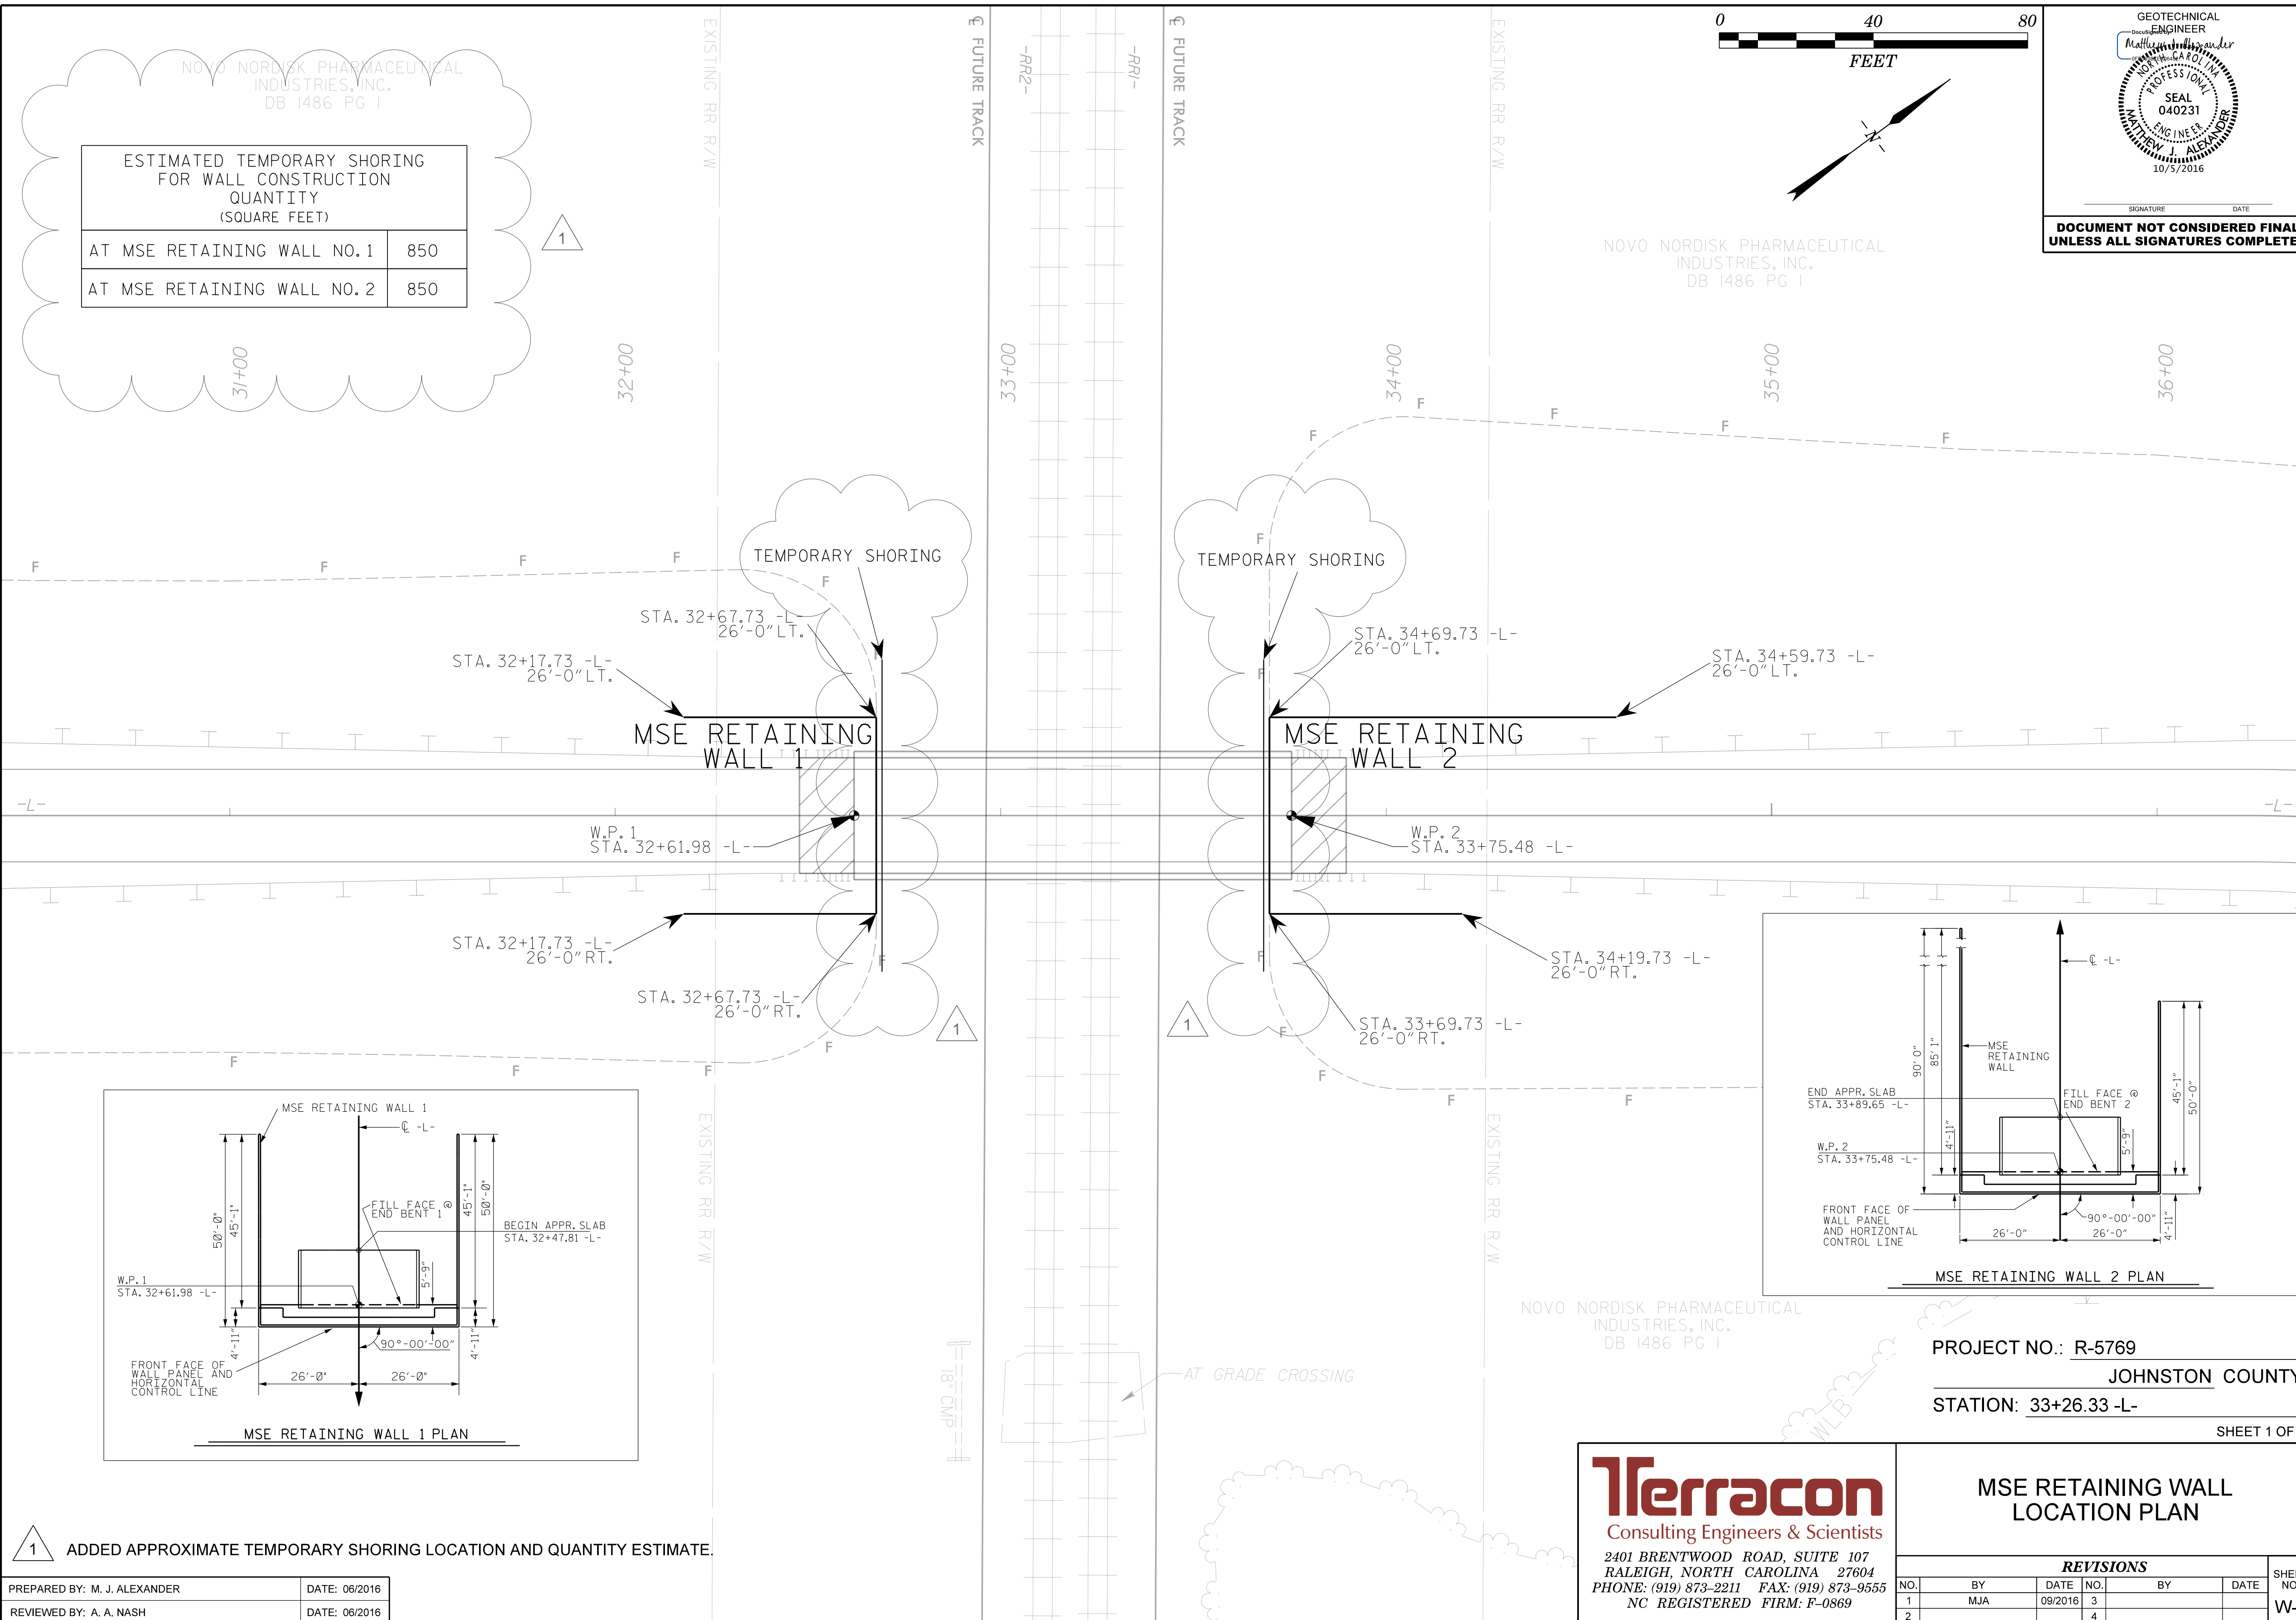 NOVO NORDISK PHARMACEUTICAL
INDUSTRIES, INC.
DB 1486 PG 1
ESTIMATED TEMPORARY SHORING
FOR WALL CONSTRUCTION
QUANTITY
(SQUARE FEET)
AT MSE RETAINING WALL NO. 1 850
AT MSE RETAINING WALL NO. 2 850
1
EXISTING RR R/W
℄ FUTURE TRACK
-RR2-
-RR1-
℄ FUTURE TRACK
EXISTING RR R/W
0 40 80
FEET
-N-
GEOTECHNICAL
ENGINEER
DocuSigned by:
Matthew J. Alexander
NORTH CAROLINA
PROFESSIONAL
SEAL
040231
ENGINEER
MATTHEW J. ALEXANDER
10/5/2016
SIGNATURE DATE
DOCUMENT NOT CONSIDERED FINAL
UNLESS ALL SIGNATURES COMPLETE
NOVO NORDISK PHARMACEUTICAL
INDUSTRIES, INC.
DB 1486 PG 1
31+00
32+00
33+00
34+00
35+00
36+00
F F F F F F F F F
F F
TEMPORARY SHORING
TEMPORARY SHORING
STA. 32+67.73 -L-
26'-0" LT.
STA. 32+17.73 -L-
26'-0" LT.
STA. 34+69.73 -L-
26'-0" LT.
STA. 34+59.73 -L-
26'-0" LT.
F F
MSE RETAINING
WALL 1
MSE RETAINING
WALL 2
-L-
-L-
W.P. 1
STA. 32+61.98 -L-
W.P. 2
STA. 33+75.48 -L-
STA. 32+17.73 -L-
26'-0" RT.
STA. 32+67.73 -L-
26'-0" RT.
STA. 34+19.73 -L-
26'-0" RT.
STA. 33+69.73 -L-
26'-0" RT.
F F
1
1
F F F F F F F F
EXISTING RR R/W
EXISTING RR R/W
MSE RETAINING WALL 1
℄ -L-
50'-0"
45'-1"
45'-1"
50'-0"
FILL FACE @
END BENT 1
BEGIN APPR. SLAB
STA. 32+47.81 -L-
W.P. 1
STA. 32+61.98 -L-
5'-9"
4'-11"
4'-11"
90°-00'-00"
FRONT FACE OF
WALL PANEL AND
HORIZONTAL
CONTROL LINE
26'-0" 26'-0"
MSE RETAINING WALL 1 PLAN
℄ -L-
90' 0"
85' 1"
MSE
RETAINING
WALL
END APPR. SLAB
STA. 33+89.65 -L-
FILL FACE @
END BENT 2
45'-1"
50'-0"
4'-11"
5'-9"
W.P. 2
STA. 33+75.48 -L-
FRONT FACE OF
WALL PANEL
AND HORIZONTAL
CONTROL LINE
90°-00'-00"
4'-11"
26'-0" 26'-0"
MSE RETAINING WALL 2 PLAN
NOVO NORDISK PHARMACEUTICAL
INDUSTRIES, INC.
DB 1486 PG 1
18" CMP
AT GRADE CROSSING
WLB
PROJECT NO.: R-5769
JOHNSTON COUNTY
STATION: 33+26.33 -L-
SHEET 1 OF
1 ADDED APPROXIMATE TEMPORARY SHORING LOCATION AND QUANTITY ESTIMATE.
PREPARED BY: M. J. ALEXANDER DATE: 06/2016
REVIEWED BY: A. A. NASH DATE: 06/2016
Terracon
Consulting Engineers & Scientists
2401 BRENTWOOD ROAD, SUITE 107
RALEIGH, NORTH CAROLINA 27604
PHONE: (919) 873-2211 FAX: (919) 873-9555
NC REGISTERED FIRM: F-0869
MSE RETAINING WALL
LOCATION PLAN
REVISIONS
NO. BY DATE NO. BY DATE
1 MJA 09/2016 3
2 4
W-